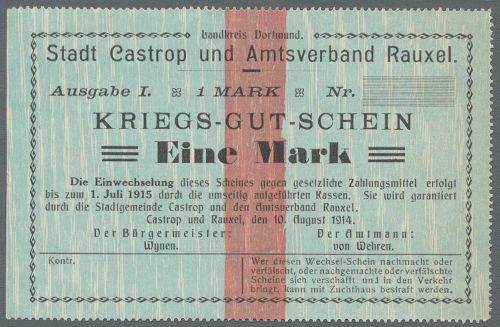 Landkreis Dortmund.
Stadt Castrop und Amtsverband Rauxel.
Ausgabe I. 1 MARK Nr.
KRIEGS-GUT-SCHEIN
Eine Mark
Die Einwechselung dieses Scheines gegen gesetzliche Zahlungsmittel erfolgt
bis zum 1. Juli 1915 durch die umseitig aufgeführten Kassen. Sie wird garantiert
durch die Stadtgemeinde Castrop und den Amtsverband Rauxel.
Castrop und Rauxel, den 10. August 1914.
Der Bürgermeister: Der Amtmann:
Wynen. von Wehren.
Kontr.
Wer diesen Wechsel-Schein nachmacht oder
verfälscht, oder nachgemachte oder verfälschte
Scheine sich verschafft und in den Verkehr
bringt, kann mit Zuchthaus bestraft werden.